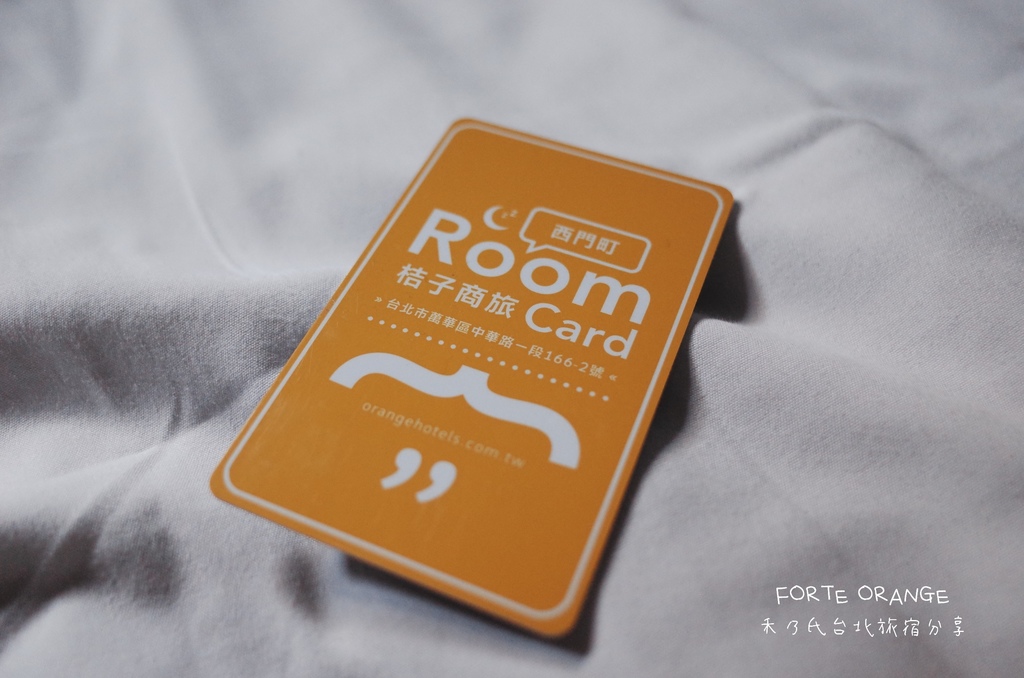 zz
西門町
Room
桔子商旅
Card
» 台北市萬華區中華路一段166-2號 «
orangehotels.com.tw
FORTE ORANGE
禾乃氏台北旅宿分享